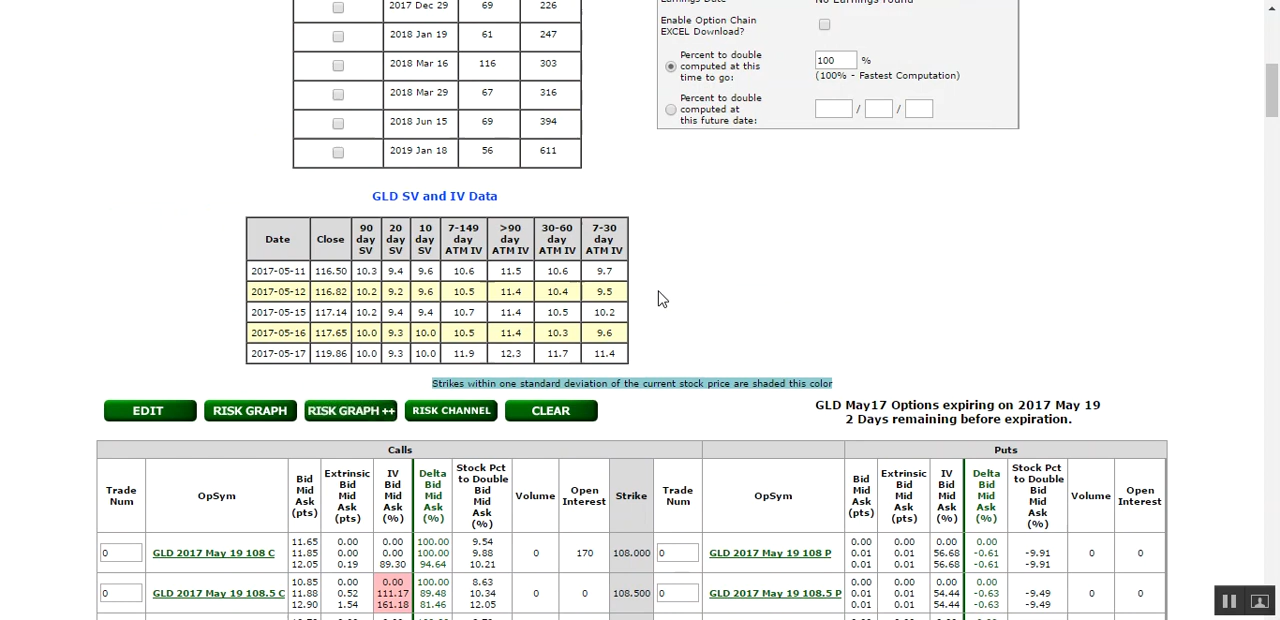 2017 Dec 29 69 226
2018 Jan 19 61 247
2018 Mar 16 116 303
2018 Mar 29 67 316
2018 Jun 15 69 394
2019 Jan 18 56 611
Enable Option Chain
EXCEL Download?
Percent to double
computed at this
time to go:
100 %
(100% - Fastest Computation)
Percent to double
computed at
this future date:
/ /
GLD SV and IV Data
Date Close 90 day SV 20 day SV 10 day SV 7-149 day ATM IV >90 day ATM IV 30-60 day ATM IV 7-30 day ATM IV
2017-05-11 116.50 10.3 9.4 9.6 10.6 11.5 10.6 9.7
2017-05-12 116.82 10.2 9.2 9.6 10.5 11.4 10.4 9.5
2017-05-15 117.14 10.2 9.4 9.4 10.7 11.4 10.5 10.2
2017-05-16 117.65 10.0 9.3 10.0 10.5 11.4 10.3 9.6
2017-05-17 119.86 10.0 9.3 10.0 11.9 12.3 11.7 11.4
Strikes within one standard deviation of the current stock price are shaded this color
EDIT RISK GRAPH RISK GRAPH ++ RISK CHANNEL CLEAR
GLD May17 Options expiring on 2017 May 19
2 Days remaining before expiration.
Calls Puts
Trade Num OpSym Bid Mid Ask (pts) Extrinsic Bid Mid Ask (pts) IV Bid Mid Ask (%) Delta Bid Mid Ask (%) Stock Pct to Double Bid Mid Ask (%) Volume Open Interest Strike Trade Num OpSym Bid Mid Ask (pts) Extrinsic Bid Mid Ask (pts) IV Bid Mid Ask (%) Delta Bid Mid Ask (%) Stock Pct to Double Bid Mid Ask (%) Volume Open Interest
11.65 0.00 0.00 100.00 9.54 0.00 0.00 0.00
0 GLD 2017 May 19 108 C 11.85 0.00 0.00 100.00 9.88 0 170 108.000 0 GLD 2017 May 19 108 P 0.01 0.01 56.68 -0.61 -9.91 0 0
12.05 0.19 89.30 94.64 10.21 0.01 0.01 56.68 -0.61 -9.91
10.85 0.00 0.00 100.00 8.63 0.00 0.00 0.00
0 GLD 2017 May 19 108.5 C 11.88 0.52 111.17 89.48 10.34 0 0 108.500 0 GLD 2017 May 19 108.5 P 0.01 0.01 54.44 -0.63 -9.49 0 0
12.90 1.54 161.18 81.46 12.05 0.01 0.01 54.44 -0.63 -9.49